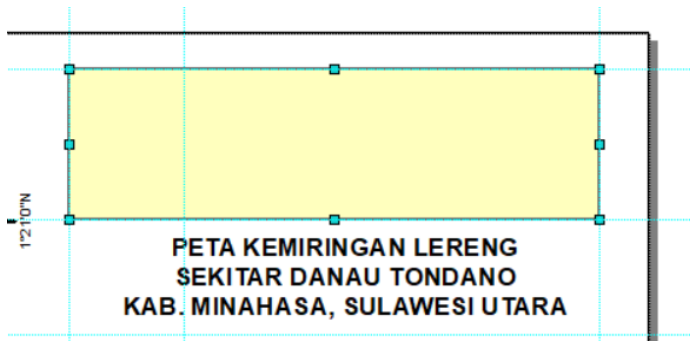 1°21'0"N
PETA KEMIRINGAN LERENG
SEKITAR DANAU TONDANO
KAB. MINAHASA, SULAWESI UTARA